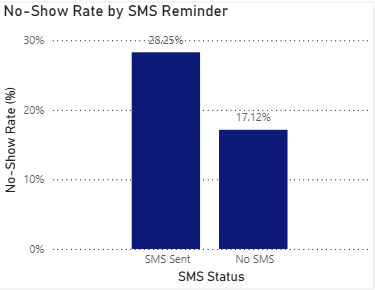 No-Show Rate by SMS Reminder
No-Show Rate (%)
30%
20%
10%
0%
28.25%
17.12%
SMS Sent
No SMS
SMS Status